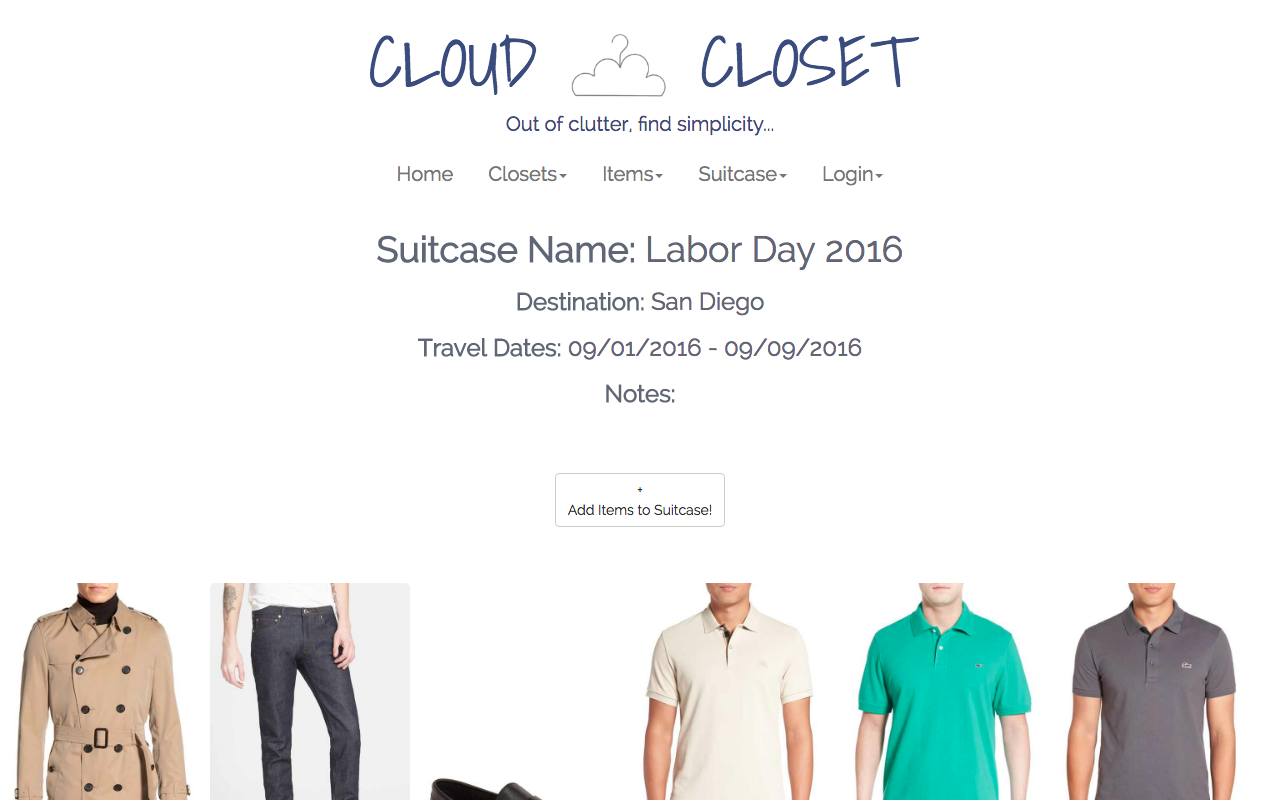 CLOUD CLOSET
Out of clutter, find simplicity...
Home Closets Items Suitcase Login
Suitcase Name: Labor Day 2016
Destination: San Diego
Travel Dates: 09/01/2016 - 09/09/2016
Notes:
+
Add Items to Suitcase!